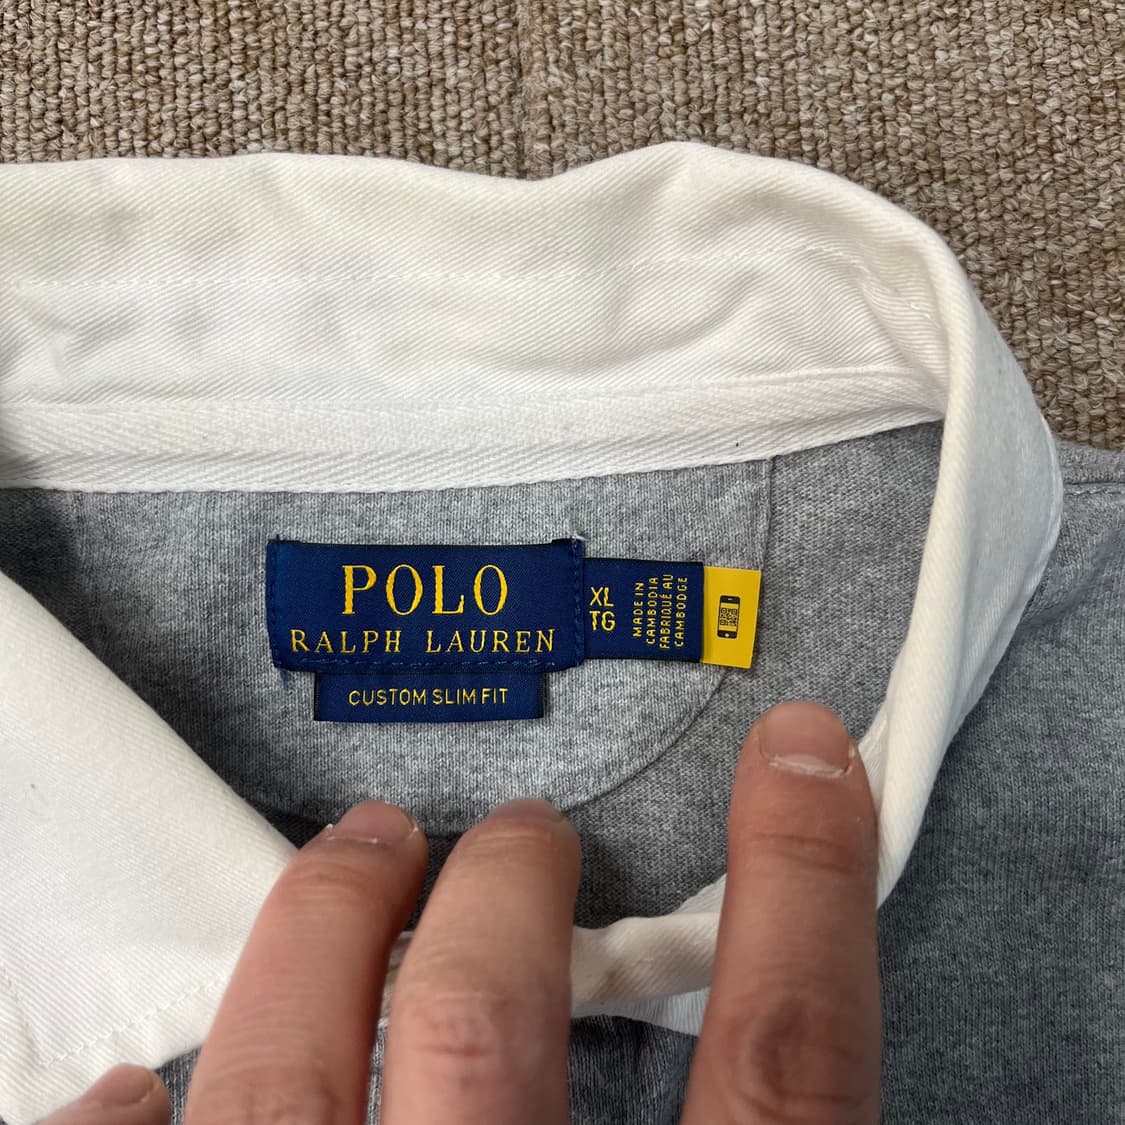 POLO
RALPH LAUREN
CUSTOM SLIM FIT
XL
TG
MADE IN
CAMBODIA
FABRIQUÉ AU
CAMBODGE